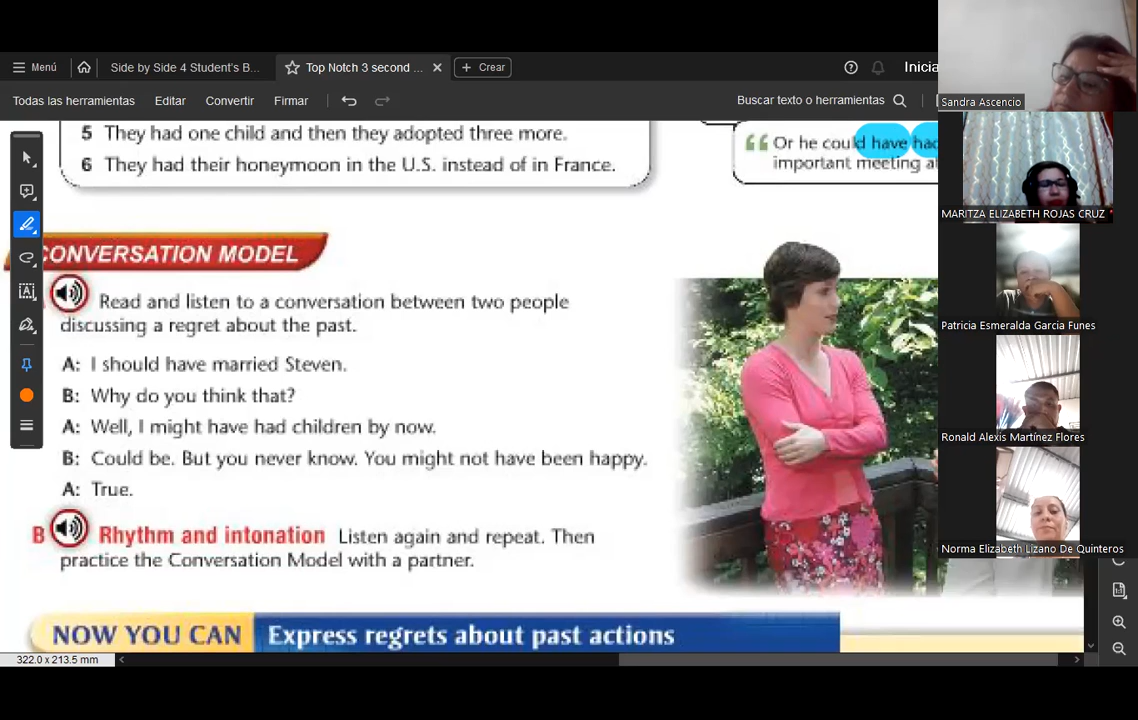 Menú
Side by Side 4 Student's B...
Top Notch 3 second ...
Crear
Inicia
Todas las herramientas
Editar
Convertir
Firmar
Buscar texto o herramientas
Sandra Ascencio
5 They had one child and then they adopted three more.
6 They had their honeymoon in the U.S. instead of in France.
Or he could have had
important meeting a
MARITZA ELIZABETH ROJAS CRUZ
CONVERSATION MODEL
Read and listen to a conversation between two people
discussing a regret about the past.
A: I should have married Steven.
B: Why do you think that?
A: Well, I might have had children by now.
B: Could be. But you never know. You might not have been happy.
A: True.
Patricia Esmeralda Garcia Funes
Ronald Alexis Martínez Flores
B Rhythm and intonation Listen again and repeat. Then
practice the Conversation Model with a partner.
Norma Elizabeth Lizano De Quinteros
NOW YOU CAN Express regrets about past actions
322.0 x 213.5 mm